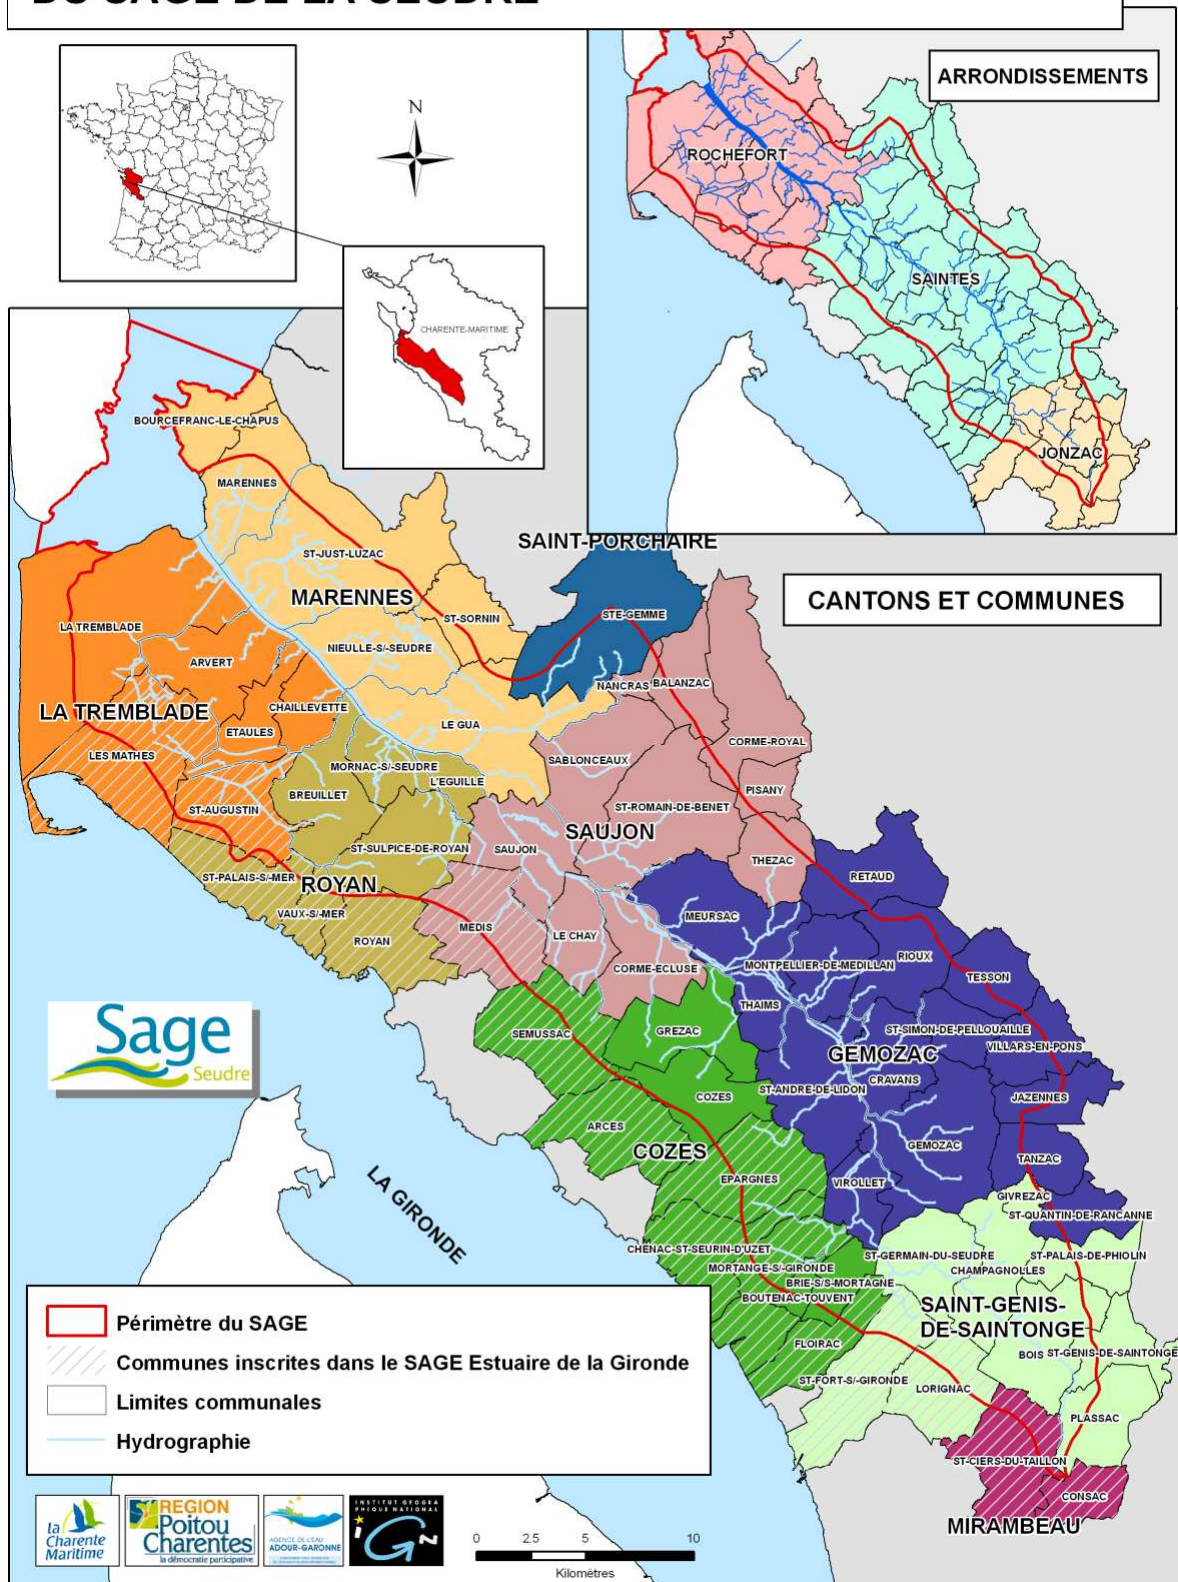 DU SAGE DE LA SEUDRE
ARRONDISSEMENTS
N
ROCHEFORT
SAINTES
JONZAC
CHARENTE-MARITIME
CANTONS ET COMMUNES
BOURCEFRANC-LE-CHAPUS
MARENNES
ST-JUST-LUZAC
MARENNES
SAINT-PORCHAIRE
STE-GEMME
ST-SORNIN
LA TREMBLADE
NIEULLE-S/-SEUDRE
ARVERT
NANCRAS
BALANZAC
LA TREMBLADE
CHAILLEVETTE
LE GUA
ETAULES
CORME-ROYAL
LES MATHES
SABLONCEAUX
MORNAC-S/-SEUDRE
L'EGUILLE
PISANY
BREUILLET
ST-AUGUSTIN
ST-ROMAIN-DE-BENET
SAUJON
ST-SULPICE-DE-ROYAN
SAUJON
THEZAC
ST-PALAIS-S/-MER
ROYAN
RETAUD
VAUX-S/-MER
MEURSAC
MEDIS
LE CHAY
ROYAN
RIOUX
CORME-ECLUSE
MONTPELLIER-DE-MEDILLAN
TESSON
THAIMS
SEMUSSAC
GREZAC
ST-SIMON-DE-PELLOUAILLE
VILLARS-EN-PONS
GEMOZAC
CRAVANS
ST-ANDRE-DE-LIDON
COZES
JAZENNES
ARCES
COZES
GEMOZAC
TANZAC
EPARGNES
VIROLLET
GIVREZAC
ST-QUANTIN-DE-RANCANNE
LA GIRONDE
CHENAC-ST-SEURIN-D'UZET
ST-GERMAIN-DU-SEUDRE
ST-PALAIS-DE-PHIOLIN
MORTANGE-S/-GIRONDE
CHAMPAGNOLLES
BRIE-S/S-MORTAGNE
BOUTENAC-TOUVENT
SAINT-GENIS-
DE-SAINTONGE
FLOIRAC
BOIS
ST-GENIS-DE-SAINTONGE
ST-FORT-S/-GIRONDE
LORIGNAC
PLASSAC
ST-CIERS-DU-TAILLON
CONSAC
MIRAMBEAU
Sage
Seudre
Périmètre du SAGE
Communes inscrites dans le SAGE Estuaire de la Gironde
Limites communales
Hydrographie
la
Charente
Maritime
REGION
Poitou
Charentes
la démocratie participative
AGENCE DE L'EAU
ADOUR-GARONNE
INSTITUT GEOGRA
PHIQUE NATIONAL
IGN
0 2.5 5 10
Kilomètres